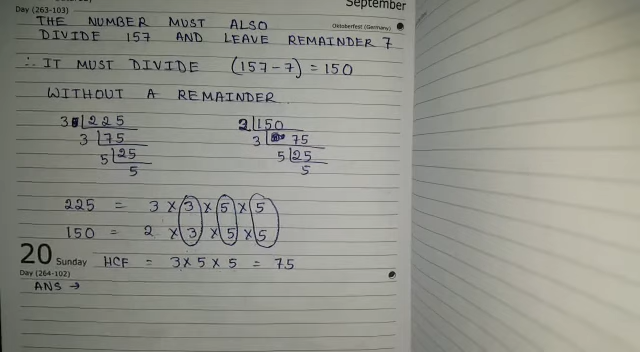 September
Day (263-103)
Oktoberfest (Germany)
THE NUMBER MUST ALSO
DIVIDE 157 AND LEAVE REMAINDER 7
∴ IT MUST DIVIDE (157-7) = 150
WITHOUT A REMAINDER.
3 225 2 150
3 75 3 75
5 25 5 25
5 5
225 = 3 × 3 × 5 × 5
150 = 2 × 3 × 5 × 5
20 Sunday HCF = 3×5×5 = 75
Day (264-102)
ANS →